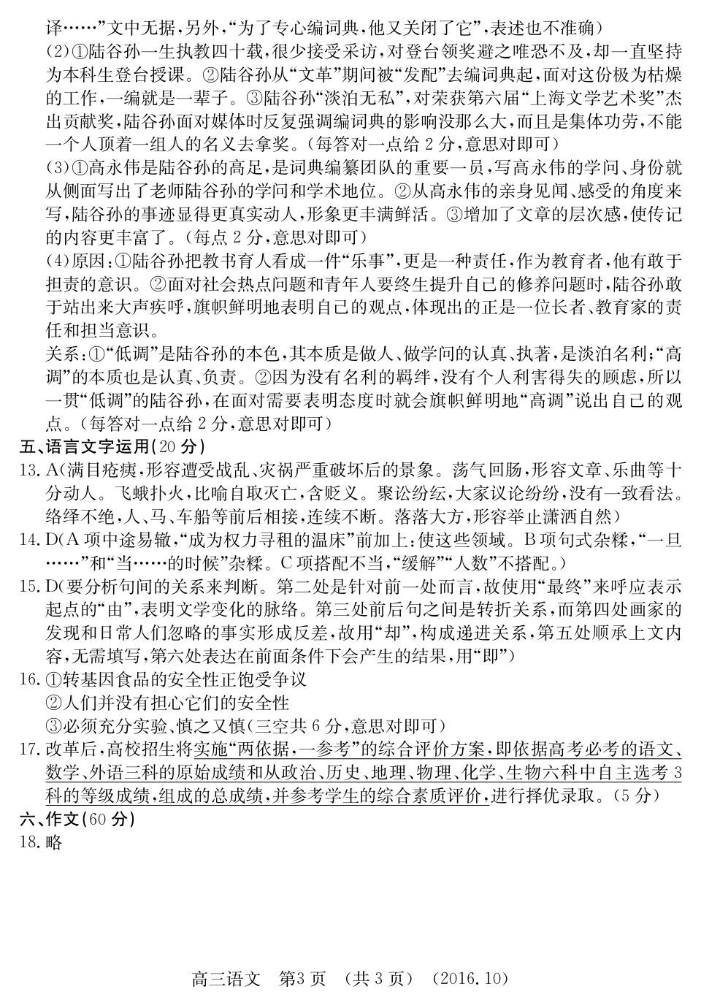 译……”文中无据,另外,“为了专心编词典,他又关闭了它”,表述也不准确)
(2)①陆谷孙一生执教四十载,很少接受采访,对登台领奖避之唯恐不及,却一直坚持
为本科生登台授课。②陆谷孙从“文革”期间被“发配”去编词典起,面对这份极为枯燥
的工作,一编就是一辈子。③陆谷孙“淡泊无私”,对荣获第六届“上海文学艺术奖”杰
出贡献奖,陆谷孙面对媒体时反复强调编词典的影响没那么大,而且是集体功劳,不能
一个人顶着一组人的名义去拿奖。(每答对一点给 2 分,意思对即可)
(3)①高永伟是陆谷孙的高足,是词典编纂团队的重要一员,写高永伟的学问、身份就
从侧面写出了老师陆谷孙的学问和学术地位。②从高永伟的亲身见闻、感受的角度来
写,陆谷孙的事迹显得更真实动人,形象更丰满鲜活。③增加了文章的层次感,使传记
的内容更丰富了。(每点 2 分,意思对即可)
(4)原因:①陆谷孙把教书育人看成一件“乐事”,更是一种责任,作为教育者,他有敢于
担责的意识。②面对社会热点问题和青年人要终生提升自己的修养问题时,陆谷孙敢
于站出来大声疾呼,旗帜鲜明地表明自己的观点,体现出的正是一位长者、教育家的责
任和担当意识。
关系:①“低调”是陆谷孙的本色,其本质是做人、做学问的认真、执著,是淡泊名利;“高
调”的本质也是认真、负责。②因为没有名利的羁绊,没有个人利害得失的顾虑,所以
一贯“低调”的陆谷孙,在面对需要表明态度时就会旗帜鲜明地“高调”说出自己的观
点。(每答对一点给 2 分,意思对即可)
五、语言文字运用(20 分)
13. A(满目疮痍,形容遭受战乱、灾祸严重破坏后的景象。荡气回肠,形容文章、乐曲等十
分动人。飞蛾扑火,比喻自取灭亡,含贬义。聚讼纷纭,大家议论纷纷,没有一致看法。
络绎不绝,人、马、车船等前后相接,连续不断。落落大方,形容举止潇洒自然)
14. D(A 项中途易辙,“成为权力寻租的温床”前加上:使这些领域。B 项句式杂糅,“一旦
……”和“当……的时候”杂糅。C 项搭配不当,“缓解”“人数”不搭配。)
15. D(要分析句间的关系来判断。第二处是针对前一处而言,故使用“最终”来呼应表示
起点的“由”,表明文学变化的脉络。第三处前后句之间是转折关系,而第四处画家的
发现和日常人们忽略的事实形成反差,故用“却”,构成递进关系,第五处顺承上文内
容,无需填写,第六处表达在前面条件下会产生的结果,用“即”)
16. ①转基因食品的安全性正饱受争议
②人们并没有担心它们的安全性
③必须充分实验、慎之又慎(三空共 6 分,意思对即可)
17. 改革后,高校招生将实施“两依据,一参考”的综合评价方案,即依据高考必考的语文、
数学、外语三科的原始成绩和从政治、历史、地理、物理、化学、生物六科中自主选考 3
科的等级成绩,组成的总成绩,并参考学生的综合素质评价,进行择优录取。(5 分)
六、作文(60 分)
18. 略
高三语文 第3 页 (共 3 页) (2016.10)